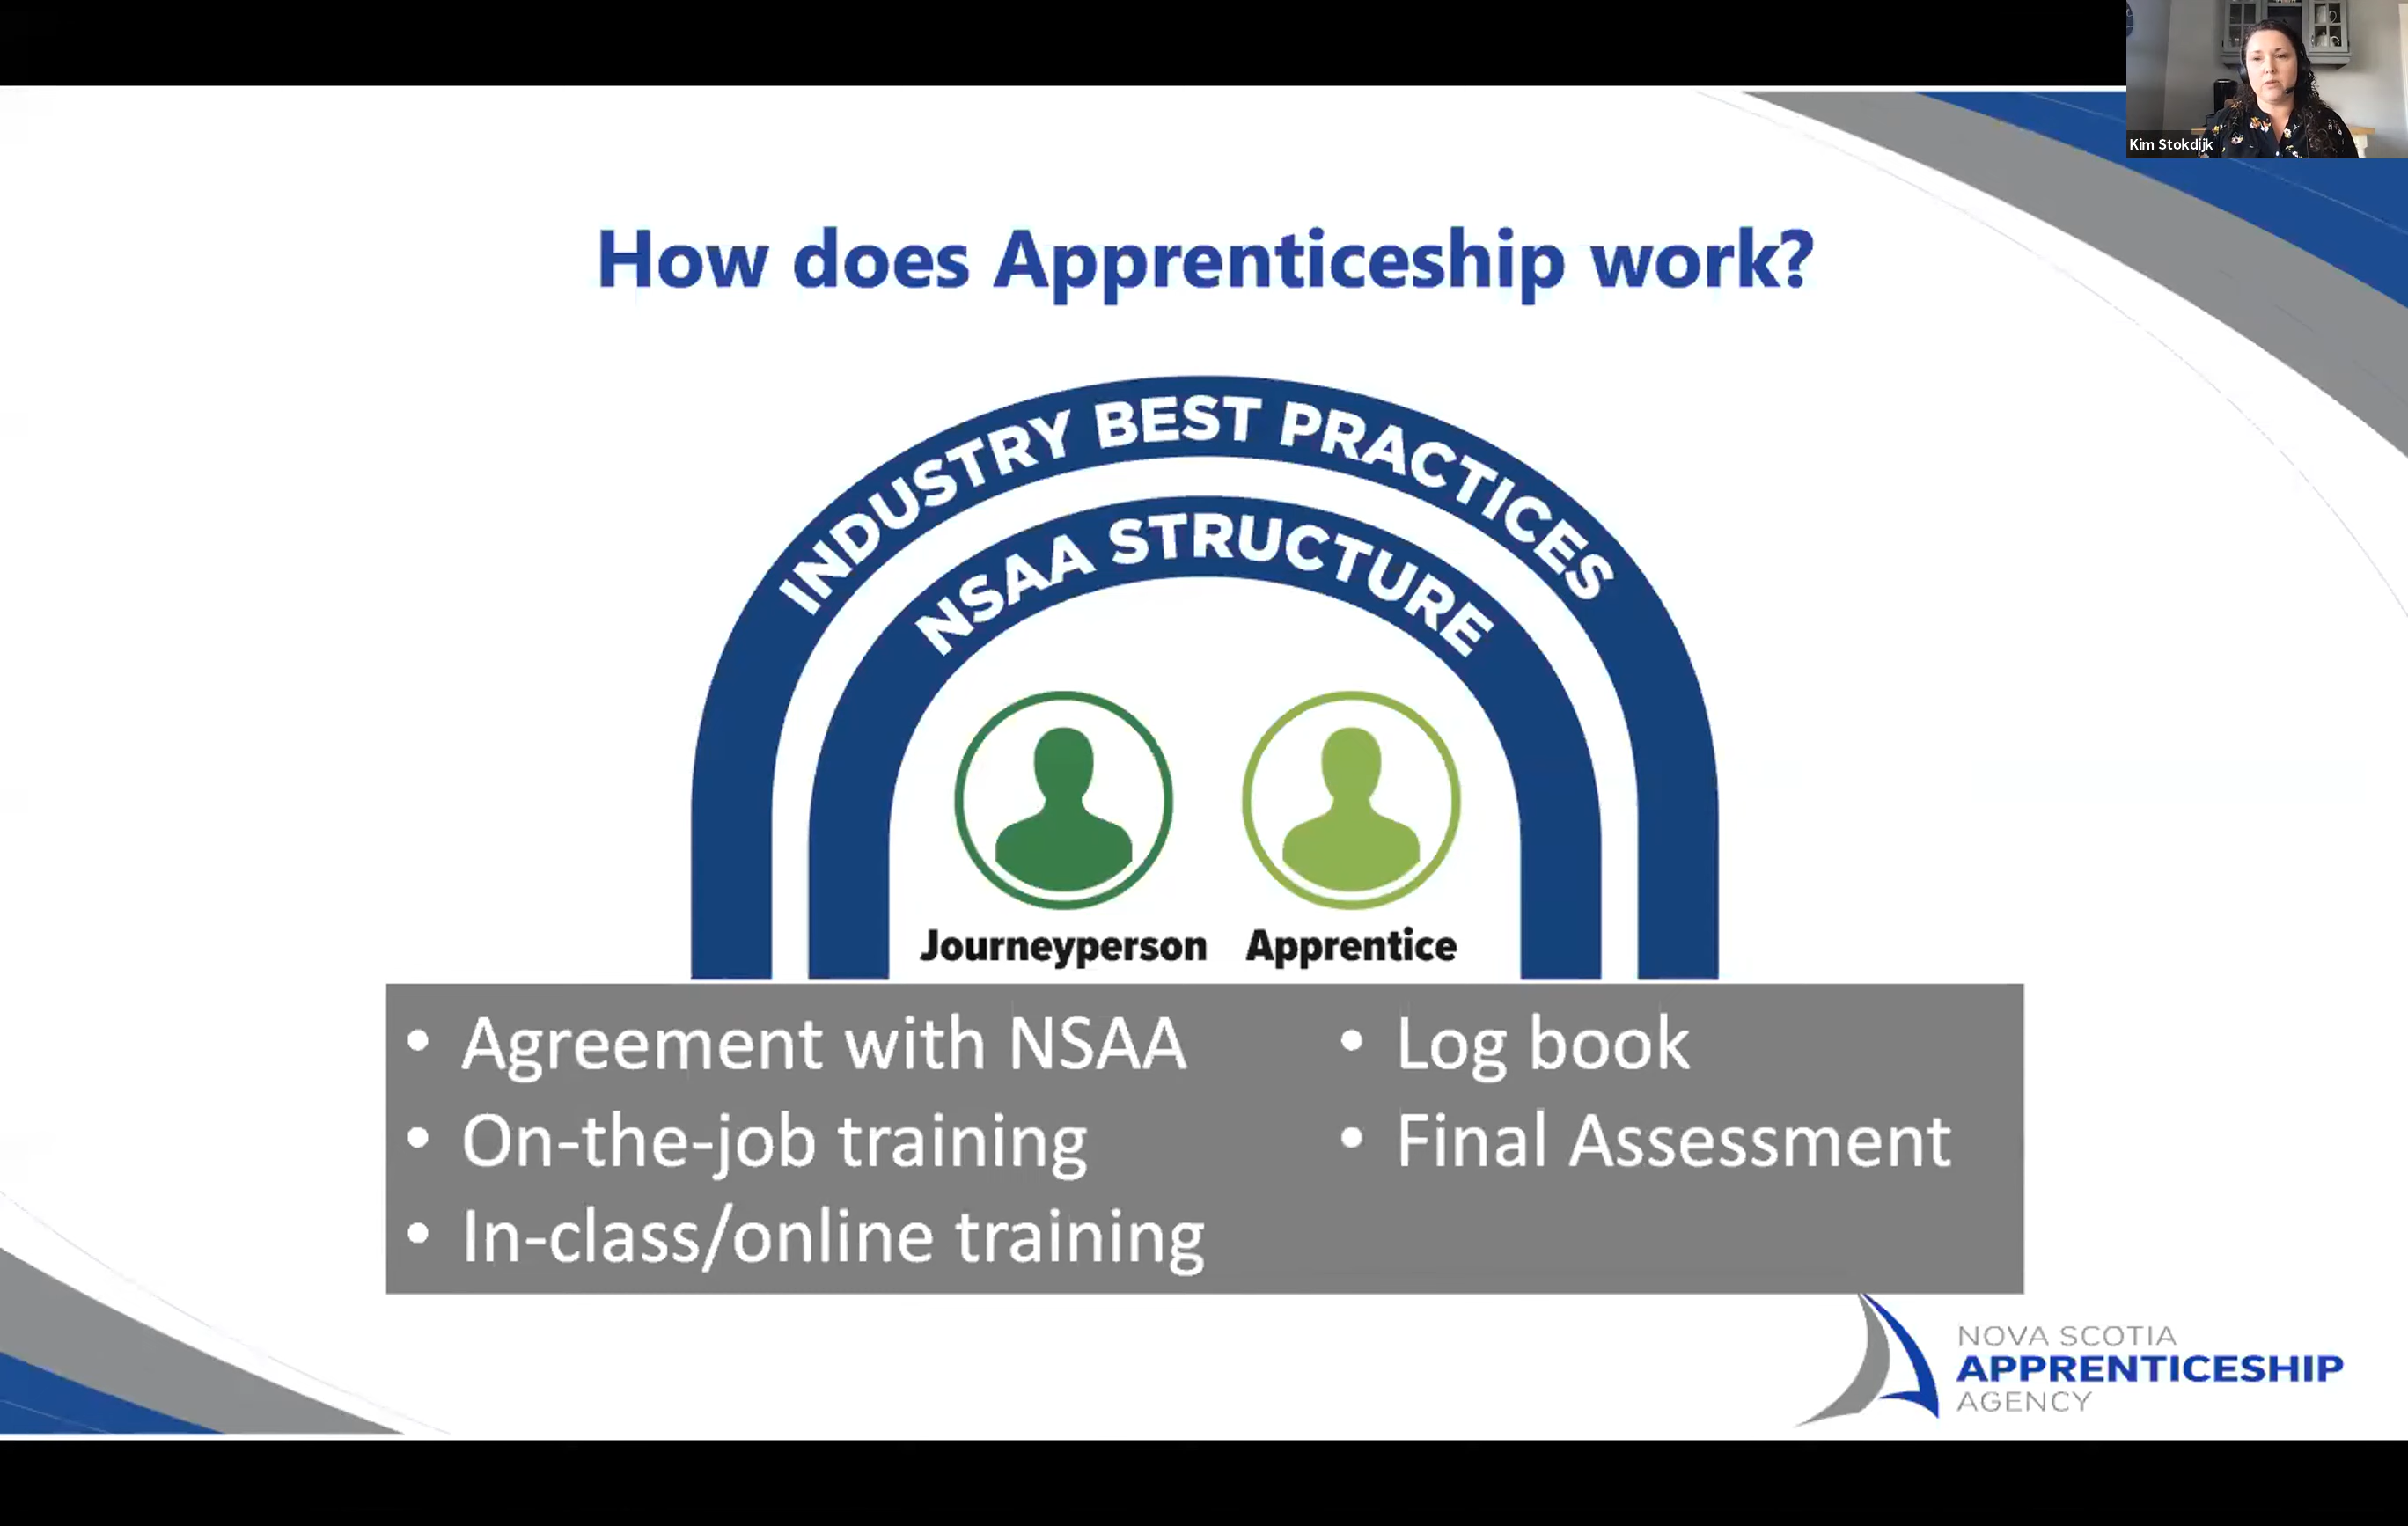 Kim Stokdijk
How does Apprenticeship work?
INDUSTRY BEST PRACTICES
NSAA STRUCTURE
Journeyperson
Apprentice
• Agreement with NSAA
• On-the-job training
• In-class/online training
• Log book
• Final Assessment
NOVA SCOTIA
APPRENTICESHIP
AGENCY